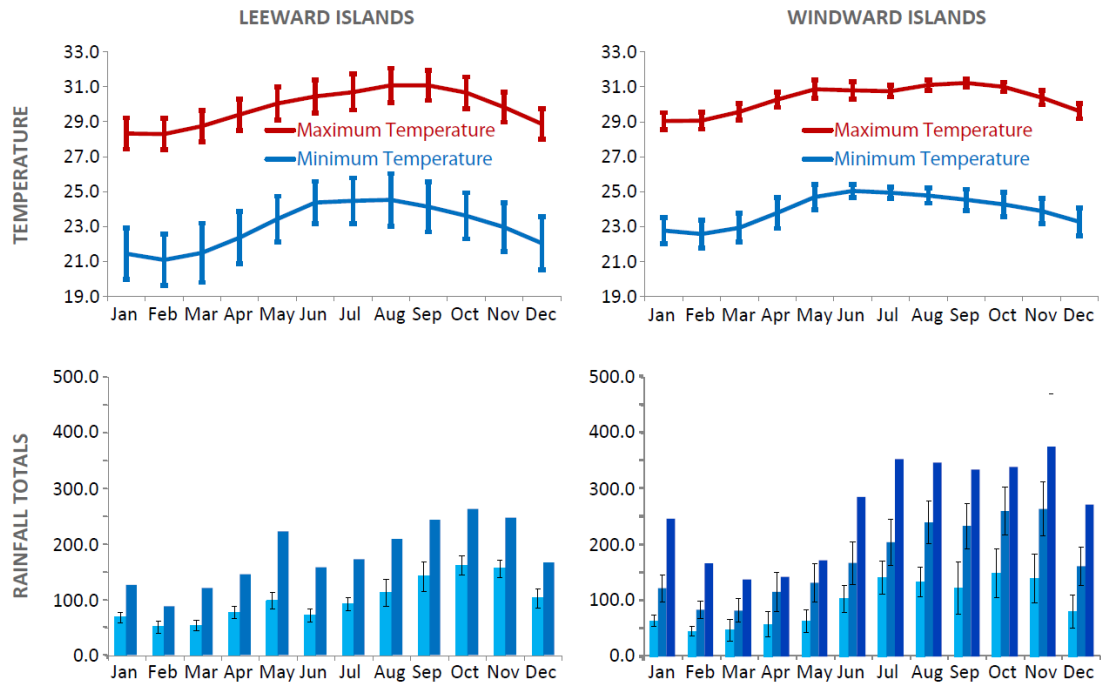 LEEWARD ISLANDS
WINDWARD ISLANDS
TEMPERATURE
33.0
31.0
29.0
27.0
25.0
23.0
21.0
19.0
Maximum Temperature
Minimum Temperature
Jan Feb Mar Apr May Jun Jul Aug Sep Oct Nov Dec
33.0
31.0
29.0
27.0
25.0
23.0
21.0
19.0
Maximum Temperature
Minimum Temperature
Jan Feb Mar Apr May Jun Jul Aug Sep Oct Nov Dec
RAINFALL TOTALS
500.0
400.0
300.0
200.0
100.0
0.0
Jan Feb Mar Apr May Jun Jul Aug Sep Oct Nov Dec
500.0
400.0
300.0
200.0
100.0
0.0
Jan Feb Mar Apr May Jun Jul Aug Sep Oct Nov Dec